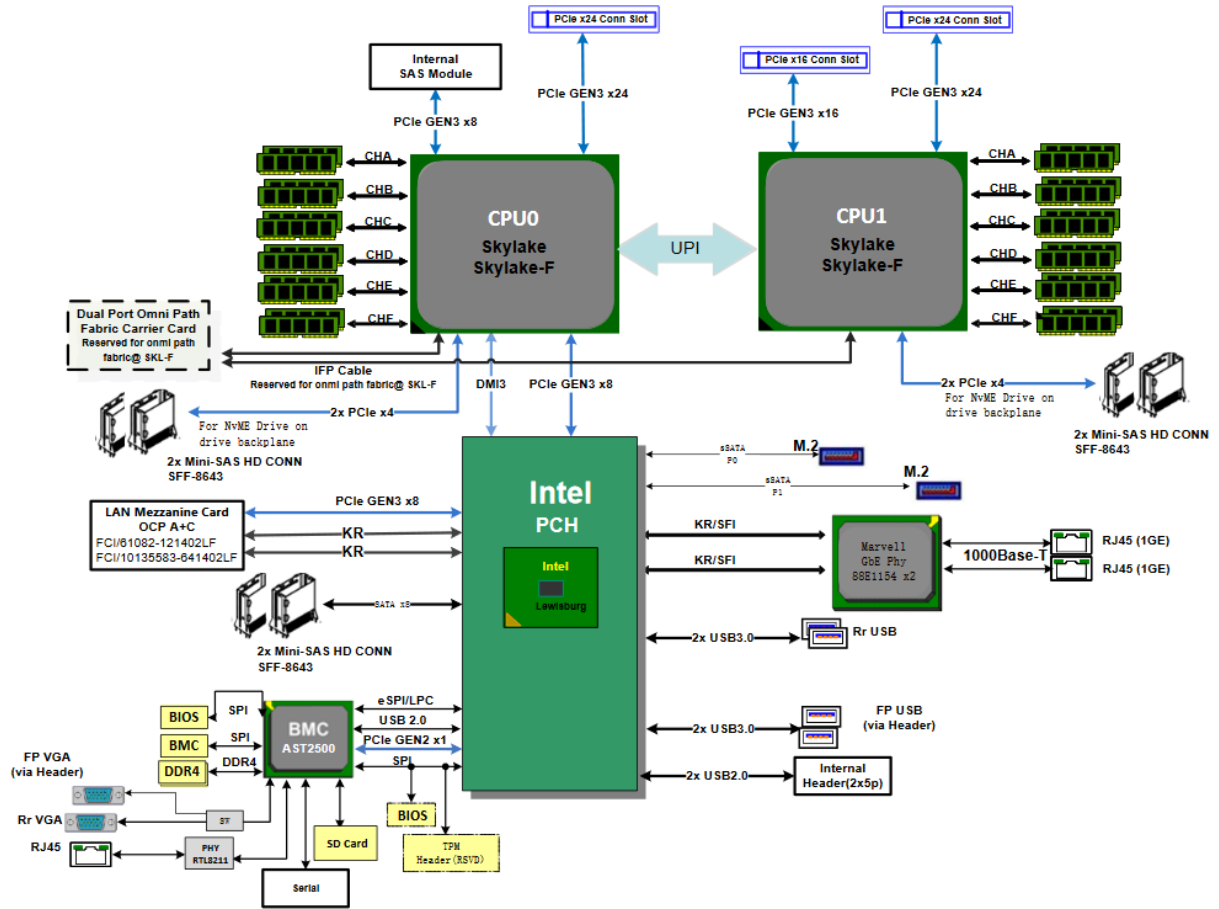 PCIe x24 Conn Slot
PCIe x24 Conn Slot
Internal
SAS Module
PCIe x16 Conn Slot
PCIe GEN3 x24
PCIe GEN3 x24
PCIe GEN3 x8
PCIe GEN3 x16
CHA
CHB
CHC
CHD
CHE
CHF
CPU0
Skylake
Skylake-F
UPI
CPU1
Skylake
Skylake-F
CHA
CHB
CHC
CHD
CHE
CHF
Dual Port Omni Path
Fabric Carrier Card
Reserved for onml path
fabric@ SKL-F
IFP Cable
Reserved for onml path fabric@ SKL-F
DMI3
PCIe GEN3 x8
2x PCIe x4
For NvME Drive on
drive backplane
2x Mini-SAS HD CONN
SFF-8643
2x PCIe x4
For NvME Drive on
drive backplane
2x Mini-SAS HD CONN
SFF-8643
Intel
PCH
Intel
Lewisburg
sSATA
P0
M.2
sSATA
P1
M.2
PCIe GEN3 x8
KR
KR
LAN Mezzanine Card
OCP A+C
FCI/61082-121402LF
FCI/10135583-641402LF
KR/SFI
KR/SFI
Marvell
GbE Phy
88E1154 x2
1000Base-T
RJ45 (1GE)
RJ45 (1GE)
SATA x8
2x Mini-SAS HD CONN
SFF-8643
2x USB3.0
Rr USB
2x USB3.0
FP USB
(via Header)
2x USB2.0
Internal
Header(2x5p)
eSPI/LPC
USB 2.0
PCIe GEN2 x1
SPI
BMC
AST2500
BIOS
SPI
BMC
SPI
DDR4
DDR4
FP VGA
(via Header)
Rr VGA
SW
RJ45
PHY
RTL8211
Serial
SD Card
BIOS
TPM
Header(RSVD)